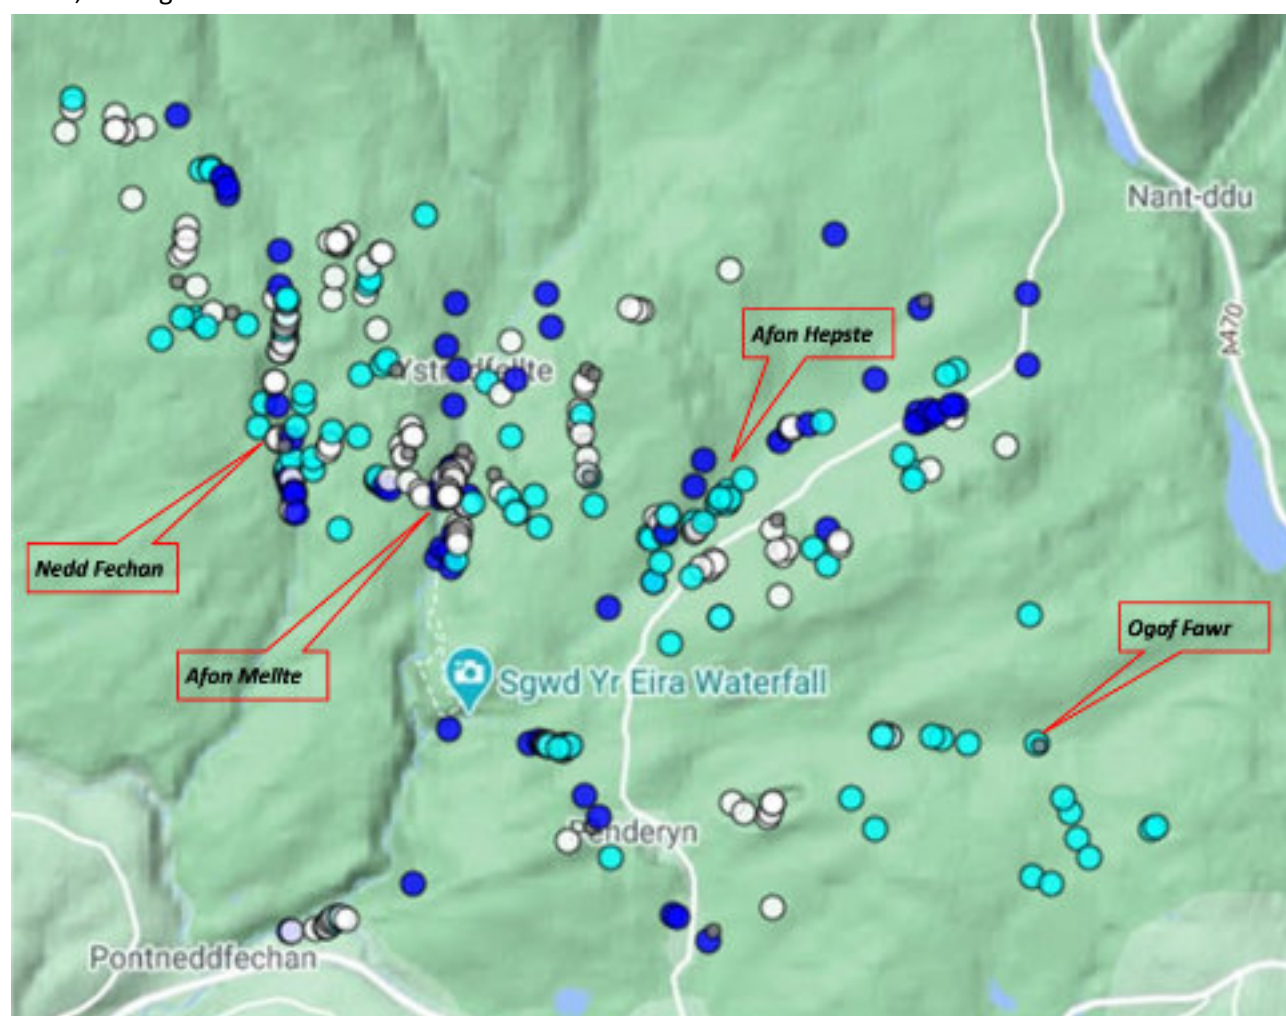 Nant-ddu
A470
Afon Hepste
Nedd Fechan
Afon Mellte
Ogof Fawr
Sgwd Yr Eira Waterfall
Pontneddfechan